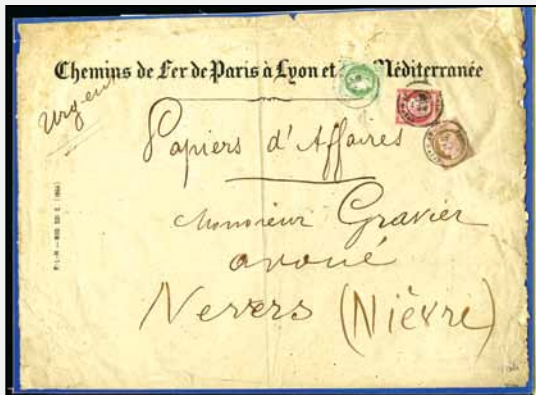 Chemins de Fer de Paris à Lyon et Méditerranée
Urgent
Papiers d'Affaires
Monsieur Gravier
avoué
Nevers (Nièvre)